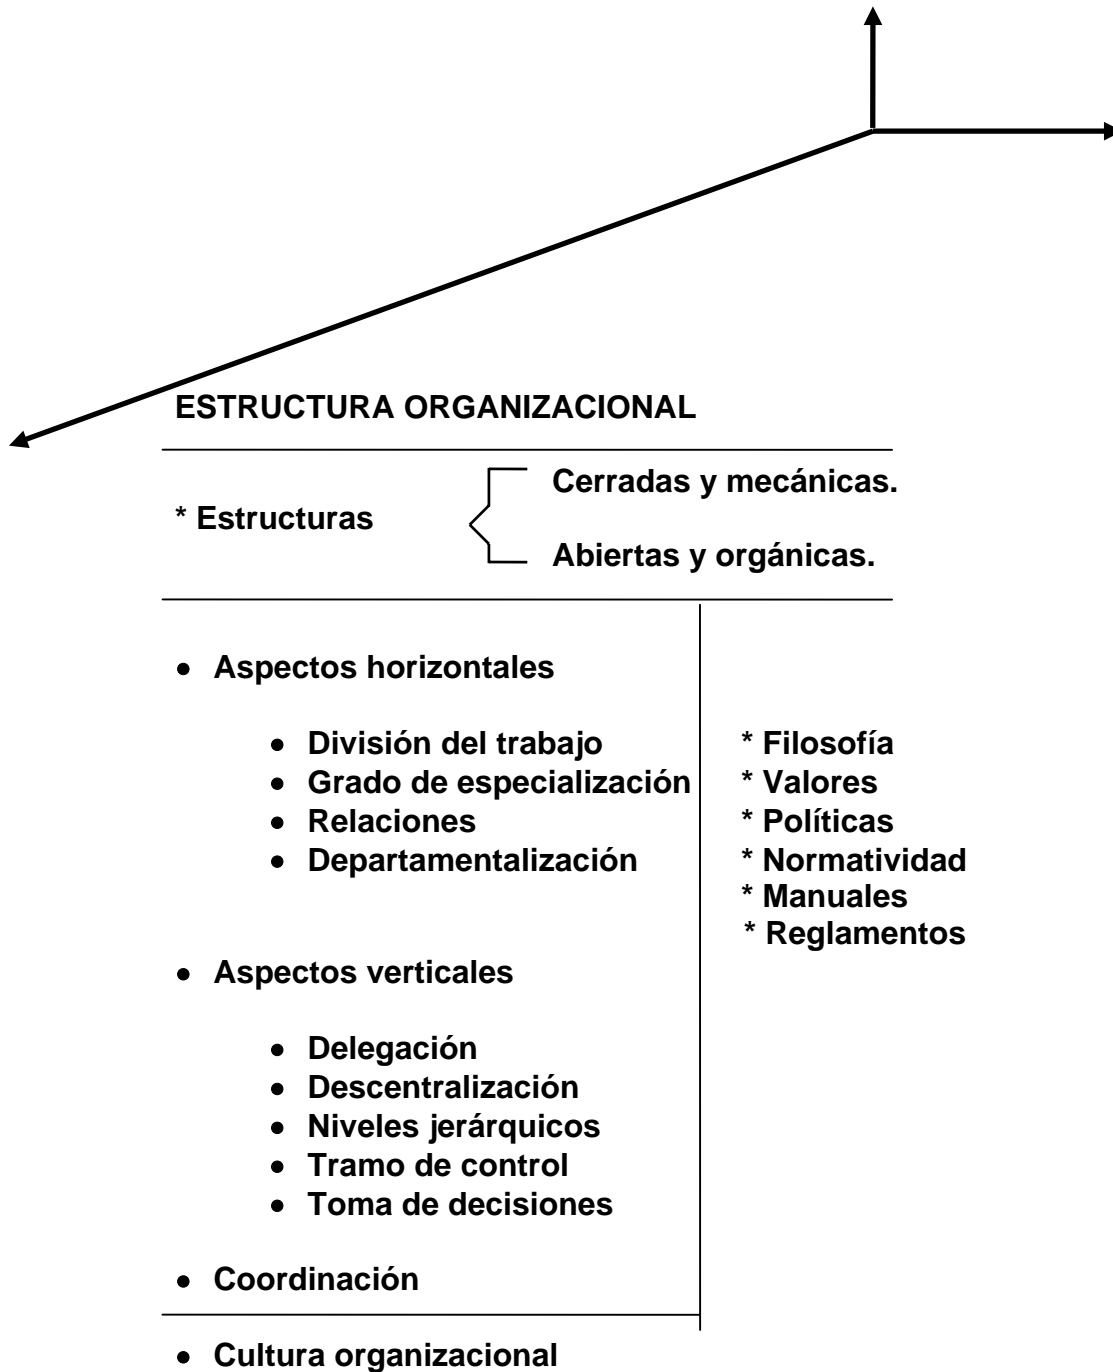 ESTRUCTURA ORGANIZACIONAL
* Estructuras
Cerradas y mecánicas.
Abiertas y orgánicas.
● Aspectos horizontales
● División del trabajo
● Grado de especialización
● Relaciones
● Departamentalización
* Filosofía
* Valores
* Políticas
* Normatividad
* Manuales
* Reglamentos
● Aspectos verticales
● Delegación
● Descentralización
● Niveles jerárquicos
● Tramo de control
● Toma de decisiones
● Coordinación
● Cultura organizacional